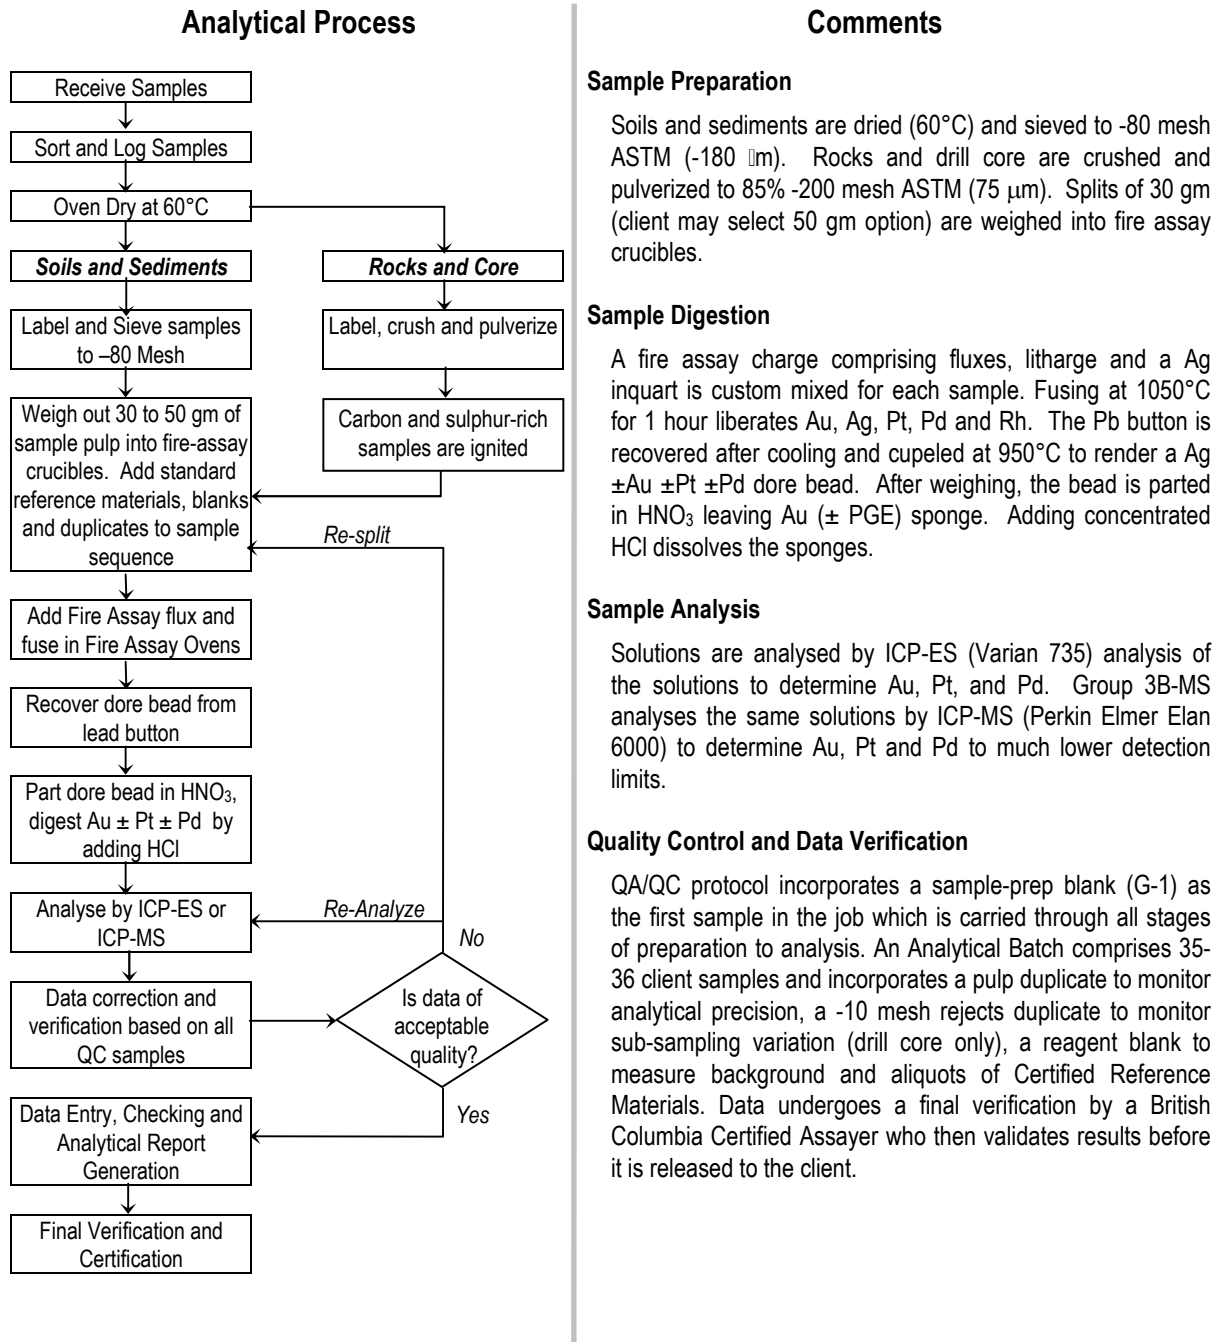 Analytical Process
Receive Samples
Sort and Log Samples
Oven Dry at 60°C
Soils and Sediments
Rocks and Core
Label and Sieve samples
to –80 Mesh
Label, crush and pulverize
Weigh out 30 to 50 gm of
sample pulp into fire-assay
crucibles. Add standard
reference materials, blanks
and duplicates to sample
sequence
Carbon and sulphur-rich
samples are ignited
Re-split
Add Fire Assay flux and
fuse in Fire Assay Ovens
Recover dore bead from
lead button
Part dore bead in HNO₃,
digest Au ± Pt ± Pd by
adding HCl
Analyse by ICP-ES or
ICP-MS
Re-Analyze
No
Data correction and
verification based on all
QC samples
Is data of
acceptable
quality?
Yes
Data Entry, Checking and
Analytical Report
Generation
Final Verification and
Certification
Comments
Sample Preparation
Soils and sediments are dried (60°C) and sieved to -80 mesh
ASTM (-180 ▯m). Rocks and drill core are crushed and
pulverized to 85% -200 mesh ASTM (75 µm). Splits of 30 gm
(client may select 50 gm option) are weighed into fire assay
crucibles.
Sample Digestion
A fire assay charge comprising fluxes, litharge and a Ag
inquart is custom mixed for each sample. Fusing at 1050°C
for 1 hour liberates Au, Ag, Pt, Pd and Rh. The Pb button is
recovered after cooling and cupeled at 950°C to render a Ag
±Au ±Pt ±Pd dore bead. After weighing, the bead is parted
in HNO₃ leaving Au (± PGE) sponge. Adding concentrated
HCl dissolves the sponges.
Sample Analysis
Solutions are analysed by ICP-ES (Varian 735) analysis of
the solutions to determine Au, Pt, and Pd. Group 3B-MS
analyses the same solutions by ICP-MS (Perkin Elmer Elan
6000) to determine Au, Pt and Pd to much lower detection
limits.
Quality Control and Data Verification
QA/QC protocol incorporates a sample-prep blank (G-1) as
the first sample in the job which is carried through all stages
of preparation to analysis. An Analytical Batch comprises 35-
36 client samples and incorporates a pulp duplicate to monitor
analytical precision, a -10 mesh rejects duplicate to monitor
sub-sampling variation (drill core only), a reagent blank to
measure background and aliquots of Certified Reference
Materials. Data undergoes a final verification by a British
Columbia Certified Assayer who then validates results before
it is released to the client.